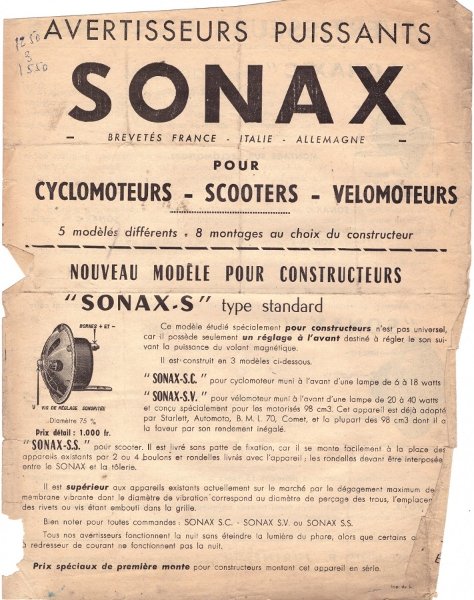 AVERTISSEURS PUISSANTS
1250
3
1550
SONAX
- BREVETÉS FRANCE - ITALIE - ALLEMAGNE -
POUR
CYCLOMOTEURS - SCOOTERS - VELOMOTEURS
5 modèles différents - 8 montages au choix du constructeur
NOUVEAU MODÈLE POUR CONSTRUCTEURS
"SONAX-S" type standard
BORNES + ET -
VIS DE RÉGLAGE SONORITÉS
Diamètre 75 %
Prix détail : 1.000 fr.
Ce modèle étudié spécialement pour constructeurs n'est pas universel,
car il possède seulement un réglage à l'avant destiné à régler le son sui-
vant la puissance du volant magnétique.
Il est construit en 3 modèles ci-dessous.
"SONAX-S.C." pour cyclomoteur muni à l'avant d'une lampe de 6 à 18 watts
"SONAX-S.V." pour vélomoteur muni à l'avant d'une lampe de 20 à 40 watts
et conçu spécialement pour les motorisés 98 cm3. Cet appareil est déjà adapté
par Starlett, Automoto, B.M.I. 70, Comet, et la plupart des 98 cm3 dont il a
la faveur par son rendement inégalé.
"SONAX-S.S." pour scooter. Il est livré sans patte de fixation, car il se monte facilement à la place des
appareils existants par 2 ou 4 boulons et rondelles livrés avec l'appareil ; les rondelles devant être interposées
entre le SONAX et la tôlerie.
Il est supérieur aux appareils existants actuellement sur le marché par le dégagement maximum de
membrane vibrante dont le diamètre de vibration correspond au diamètre de perçage des trous, l'emplacem
des rivets ou vis étant embouti dans la grille.
Bien noter pour toutes commandes : SONAX S.C. - SONAX S.V. ou SONAX S.S.
Tous nos avertisseurs fonctionnent la nuit sans éteindre la lumière du phare, alors que certains
à redresseur de courant ne fonctionnent pas la nuit.
Prix spéciaux de première monte pour constructeurs montant cet appareil en série.